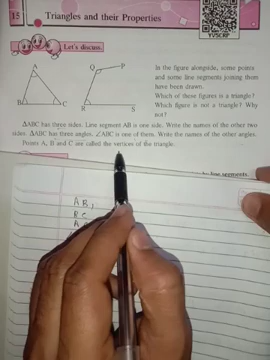 15
Triangles and their Properties
YU5CRP
Let's discuss.
A
B
C
Q
P
R
S
In the figure alongside, some points
and some line segments joining them
have been drawn.
Which of these figures is a triangle?
Which figure is not a triangle? Why
not?
ΔABC has three sides. Line segment AB is one side. Write the names of the two other
sides. ΔABC has three angles. ∠ABC is one of them. Write the names of the other angles.
Points A, B and C are called the vertices of the triangle.
line segments
AB,
BC
A